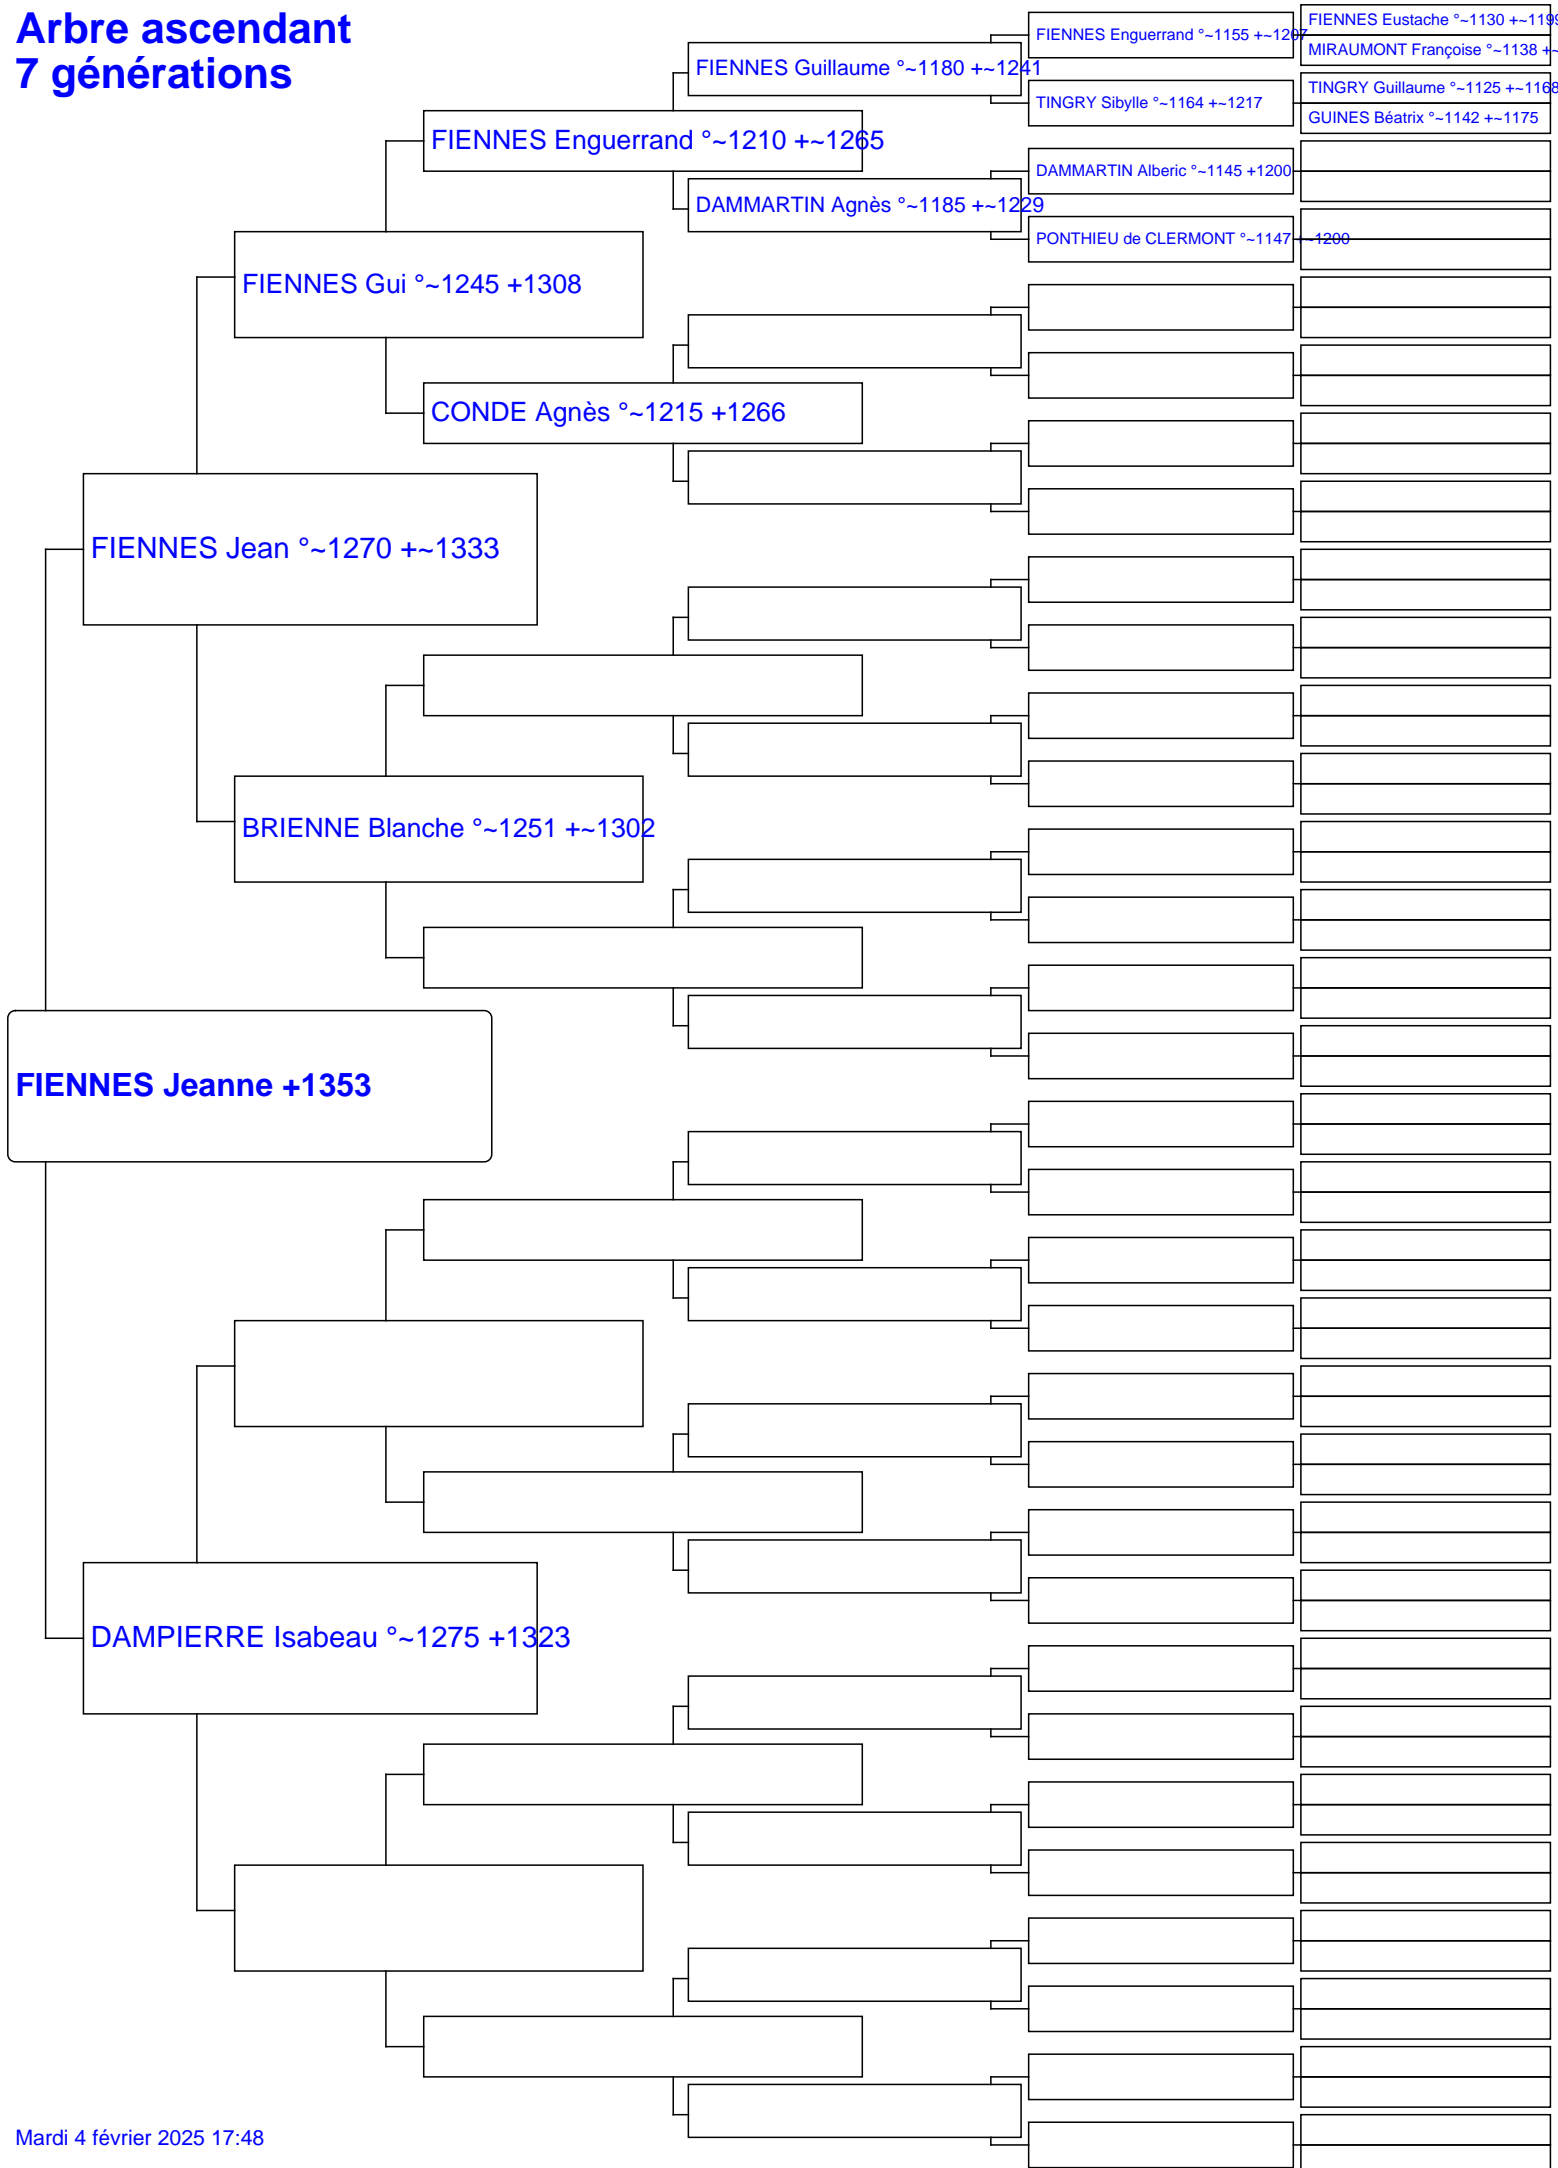 Arbre ascendant
7 générations
FIENNES Eustache °~1130 +~1199
FIENNES Enguerrand °~1155 +~1207
MIRAUMONT Françoise °~1138 +~
FIENNES Guillaume °~1180 +~1241
TINGRY Guillaume °~1125 +~1168
TINGRY Sibylle °~1164 +~1217
GUINES Béatrix °~1142 +~1175
FIENNES Enguerrand °~1210 +~1265
DAMMARTIN Alberic °~1145 +1200
DAMMARTIN Agnès °~1185 +~1229
PONTHIEU de CLERMONT °~1147 +~1200
FIENNES Gui °~1245 +1308
CONDE Agnès °~1215 +1266
FIENNES Jean °~1270 +~1333
BRIENNE Blanche °~1251 +~1302
FIENNES Jeanne +1353
DAMPIERRE Isabeau °~1275 +1323
Mardi 4 février 2025 17:48